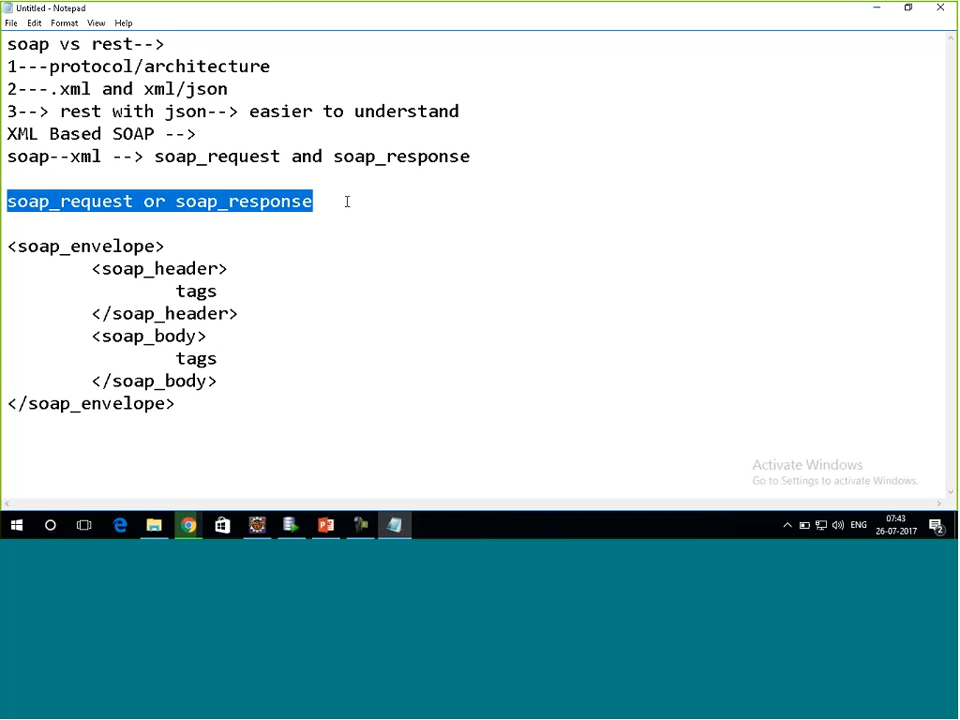 Untitled - Notepad
File Edit Format View Help
soap vs rest-->
1---protocol/architecture
2---.xml and xml/json
3--> rest with json--> easier to understand
XML Based SOAP -->
soap--xml --> soap_request and soap_response
soap_request or soap_response
<soap_envelope>
<soap_header>
tags
</soap_header>
<soap_body>
tags
</soap_body>
</soap_envelope>
Activate Windows
Go to Settings to activate Windows.
ENG
07:43
26-07-2017
2